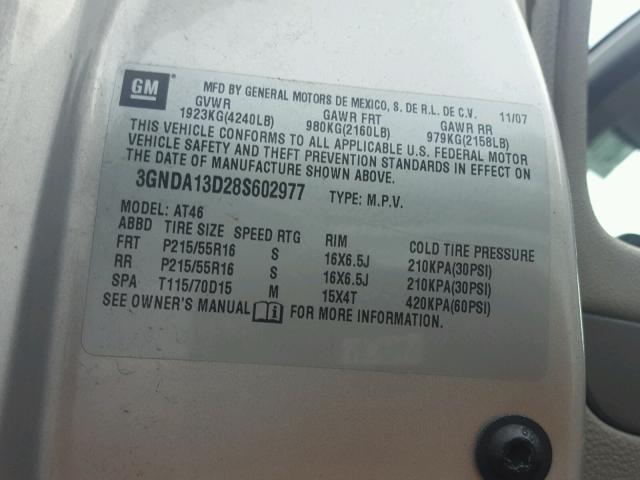 GM
MFD BY GENERAL MOTORS DE MEXICO, S. DE R.L. DE C.V. 11/07
GVWR GAWR FRT GAWR RR
1923KG(4240LB) 980KG(2160LB) 979KG(2158LB)
THIS VEHICLE CONFORMS TO ALL APPLICABLE U.S. FEDERAL MOTOR
VEHICLE SAFETY AND THEFT PREVENTION STANDARDS IN EFFECT ON
THE DATE OF MANUFACTURE SHOWN ABOVE.
3GNDA13D28S602977 TYPE: M.P.V.
MODEL: AT46
ABBD TIRE SIZE SPEED RTG RIM COLD TIRE PRESSURE
FRT P215/55R16 S 16X6.5J 210KPA(30PSI)
RR P215/55R16 S 16X6.5J 210KPA(30PSI)
SPA T115/70D15 M 15X4T 420KPA(60PSI)
SEE OWNER'S MANUAL FOR MORE INFORMATION.